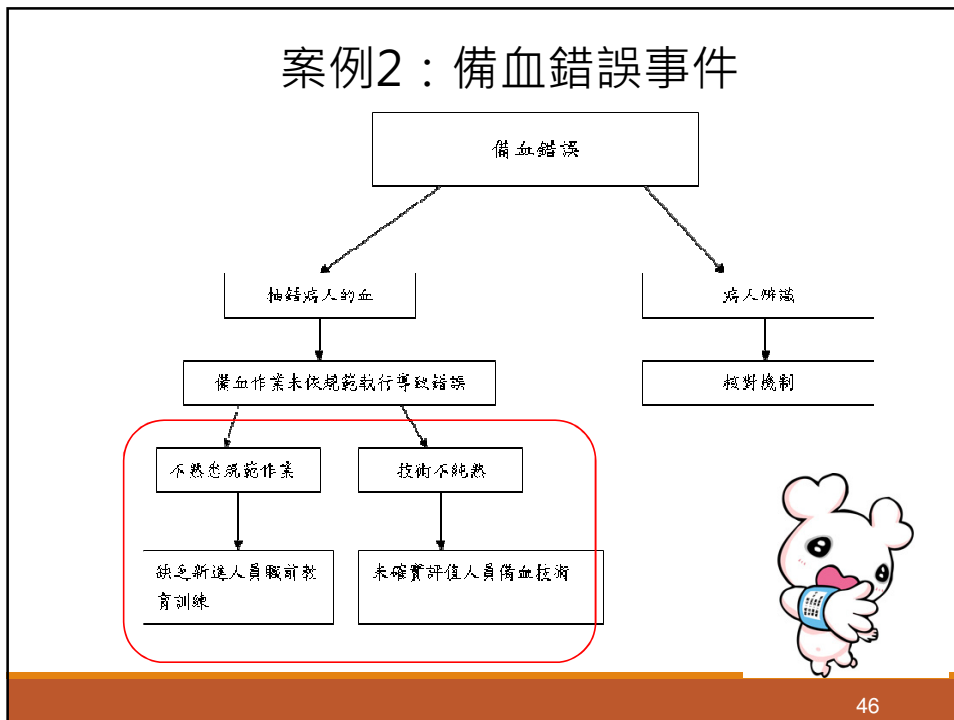 案例2：備血錯誤事件
備血錯誤
抽錯病人的血
病人辨識
備血作業未依規範執行導致錯誤
核對機制
不熟悉規範作業
技術不純熟
缺乏新進人員職前教
育訓練
未確實評值人員備血技術
46